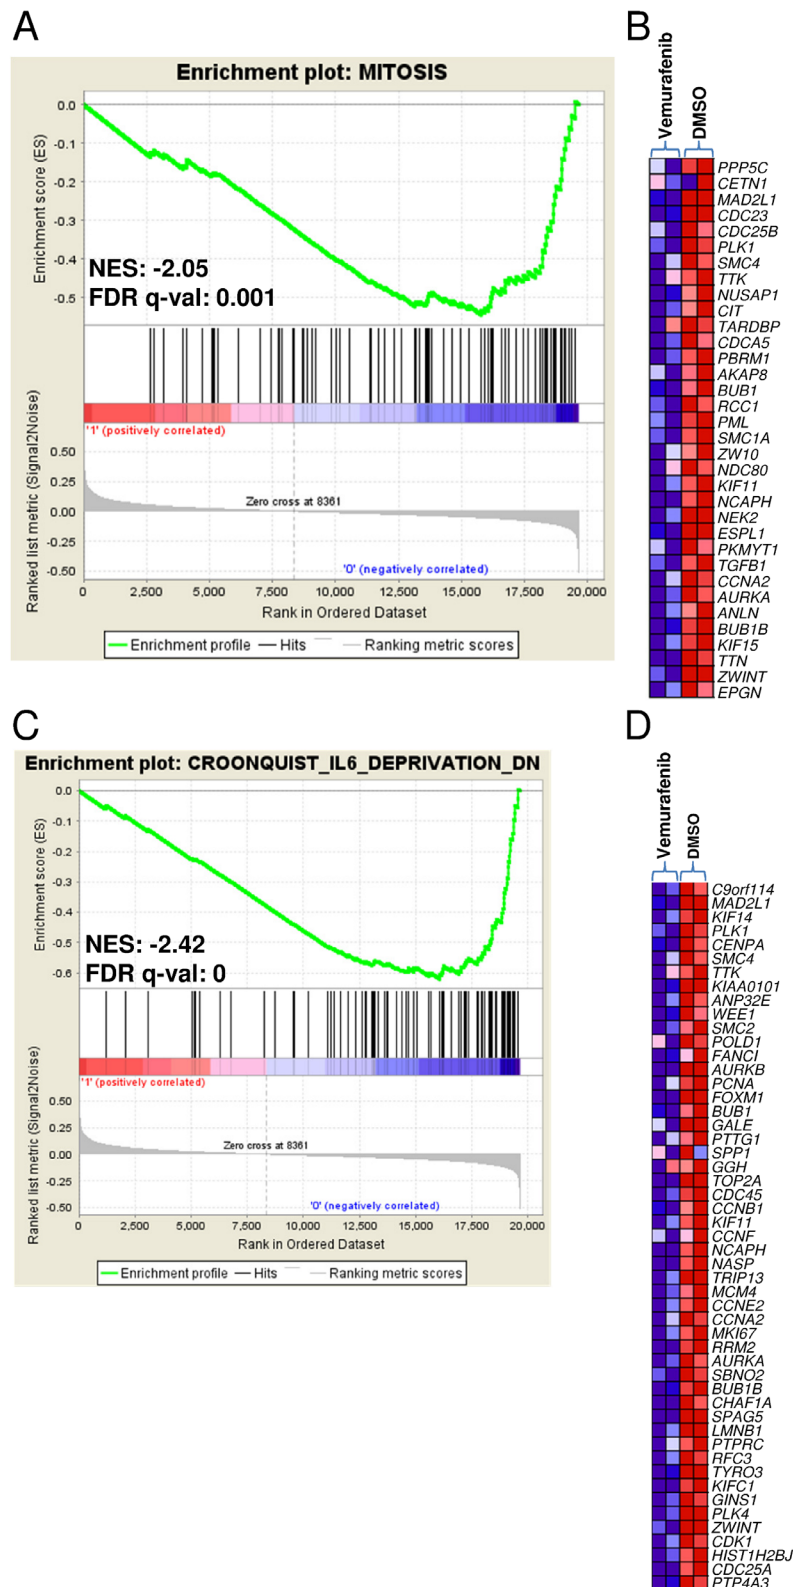 A
Enrichment plot: MITOSIS
Enrichment score (ES)
0.0
-0.1
-0.2
-0.3
-0.4
-0.5
NES: -2.05
FDR q-val: 0.001
'1' (positively correlated)
Ranked list metric (Signal2Noise)
0.50
0.25
0.00
-0.25
-0.50
Zero cross at 8361
'0' (negatively correlated)
0 2,500 5,000 7,500 10,000 12,500 15,000 17,500 20,000
Rank in Ordered Dataset
Enrichment profile Hits Ranking metric scores
B
Vemurafenib
DMSO
PPP5C
CETN1
MAD2L1
CDC23
CDC25B
PLK1
SMC4
TTK
NUSAP1
CIT
TARDBP
CDCA5
PBRM1
AKAP8
BUB1
RCC1
PML
SMC1A
ZW10
NDC80
KIF11
NCAPH
NEK2
ESPL1
PKMYT1
TGFB1
CCNA2
AURKA
ANLN
BUB1B
KIF15
TTN
ZWINT
EPGN
C
Enrichment plot: CROONQUIST_IL6_DEPRIVATION_DN
Enrichment score (ES)
0.0
-0.1
-0.2
-0.3
-0.4
-0.5
-0.6
NES: -2.42
FDR q-val: 0
'1' (positively correlated)
Ranked list metric (Signal2Noise)
0.50
0.25
0.00
-0.25
-0.50
Zero cross at 8361
'0' (negatively correlated)
0 2,500 5,000 7,500 10,000 12,500 15,000 17,500 20,000
Rank in Ordered Dataset
Enrichment profile Hits Ranking metric scores
D
Vemurafenib
DMSO
C9orf114
MAD2L1
KIF14
PLK1
CENPA
SMC4
TTK
KIAA0101
ANP32E
WEE1
SMC2
POLD1
FANCI
AURKB
PCNA
FOXM1
BUB1
GALE
PTTG1
SPP1
GGH
TOP2A
CDC45
CCNB1
KIF11
CCNF
NCAPH
NASP
TRIP13
MCM4
CCNE2
CCNA2
MKI67
RRM2
AURKA
SBNO2
BUB1B
CHAF1A
SPAG5
LMNB1
PTPRC
RFC3
TYRO3
KIFC1
GINS1
PLK4
ZWINT
CDK1
HIST1H2BJ
CDC25A
PTP4A3